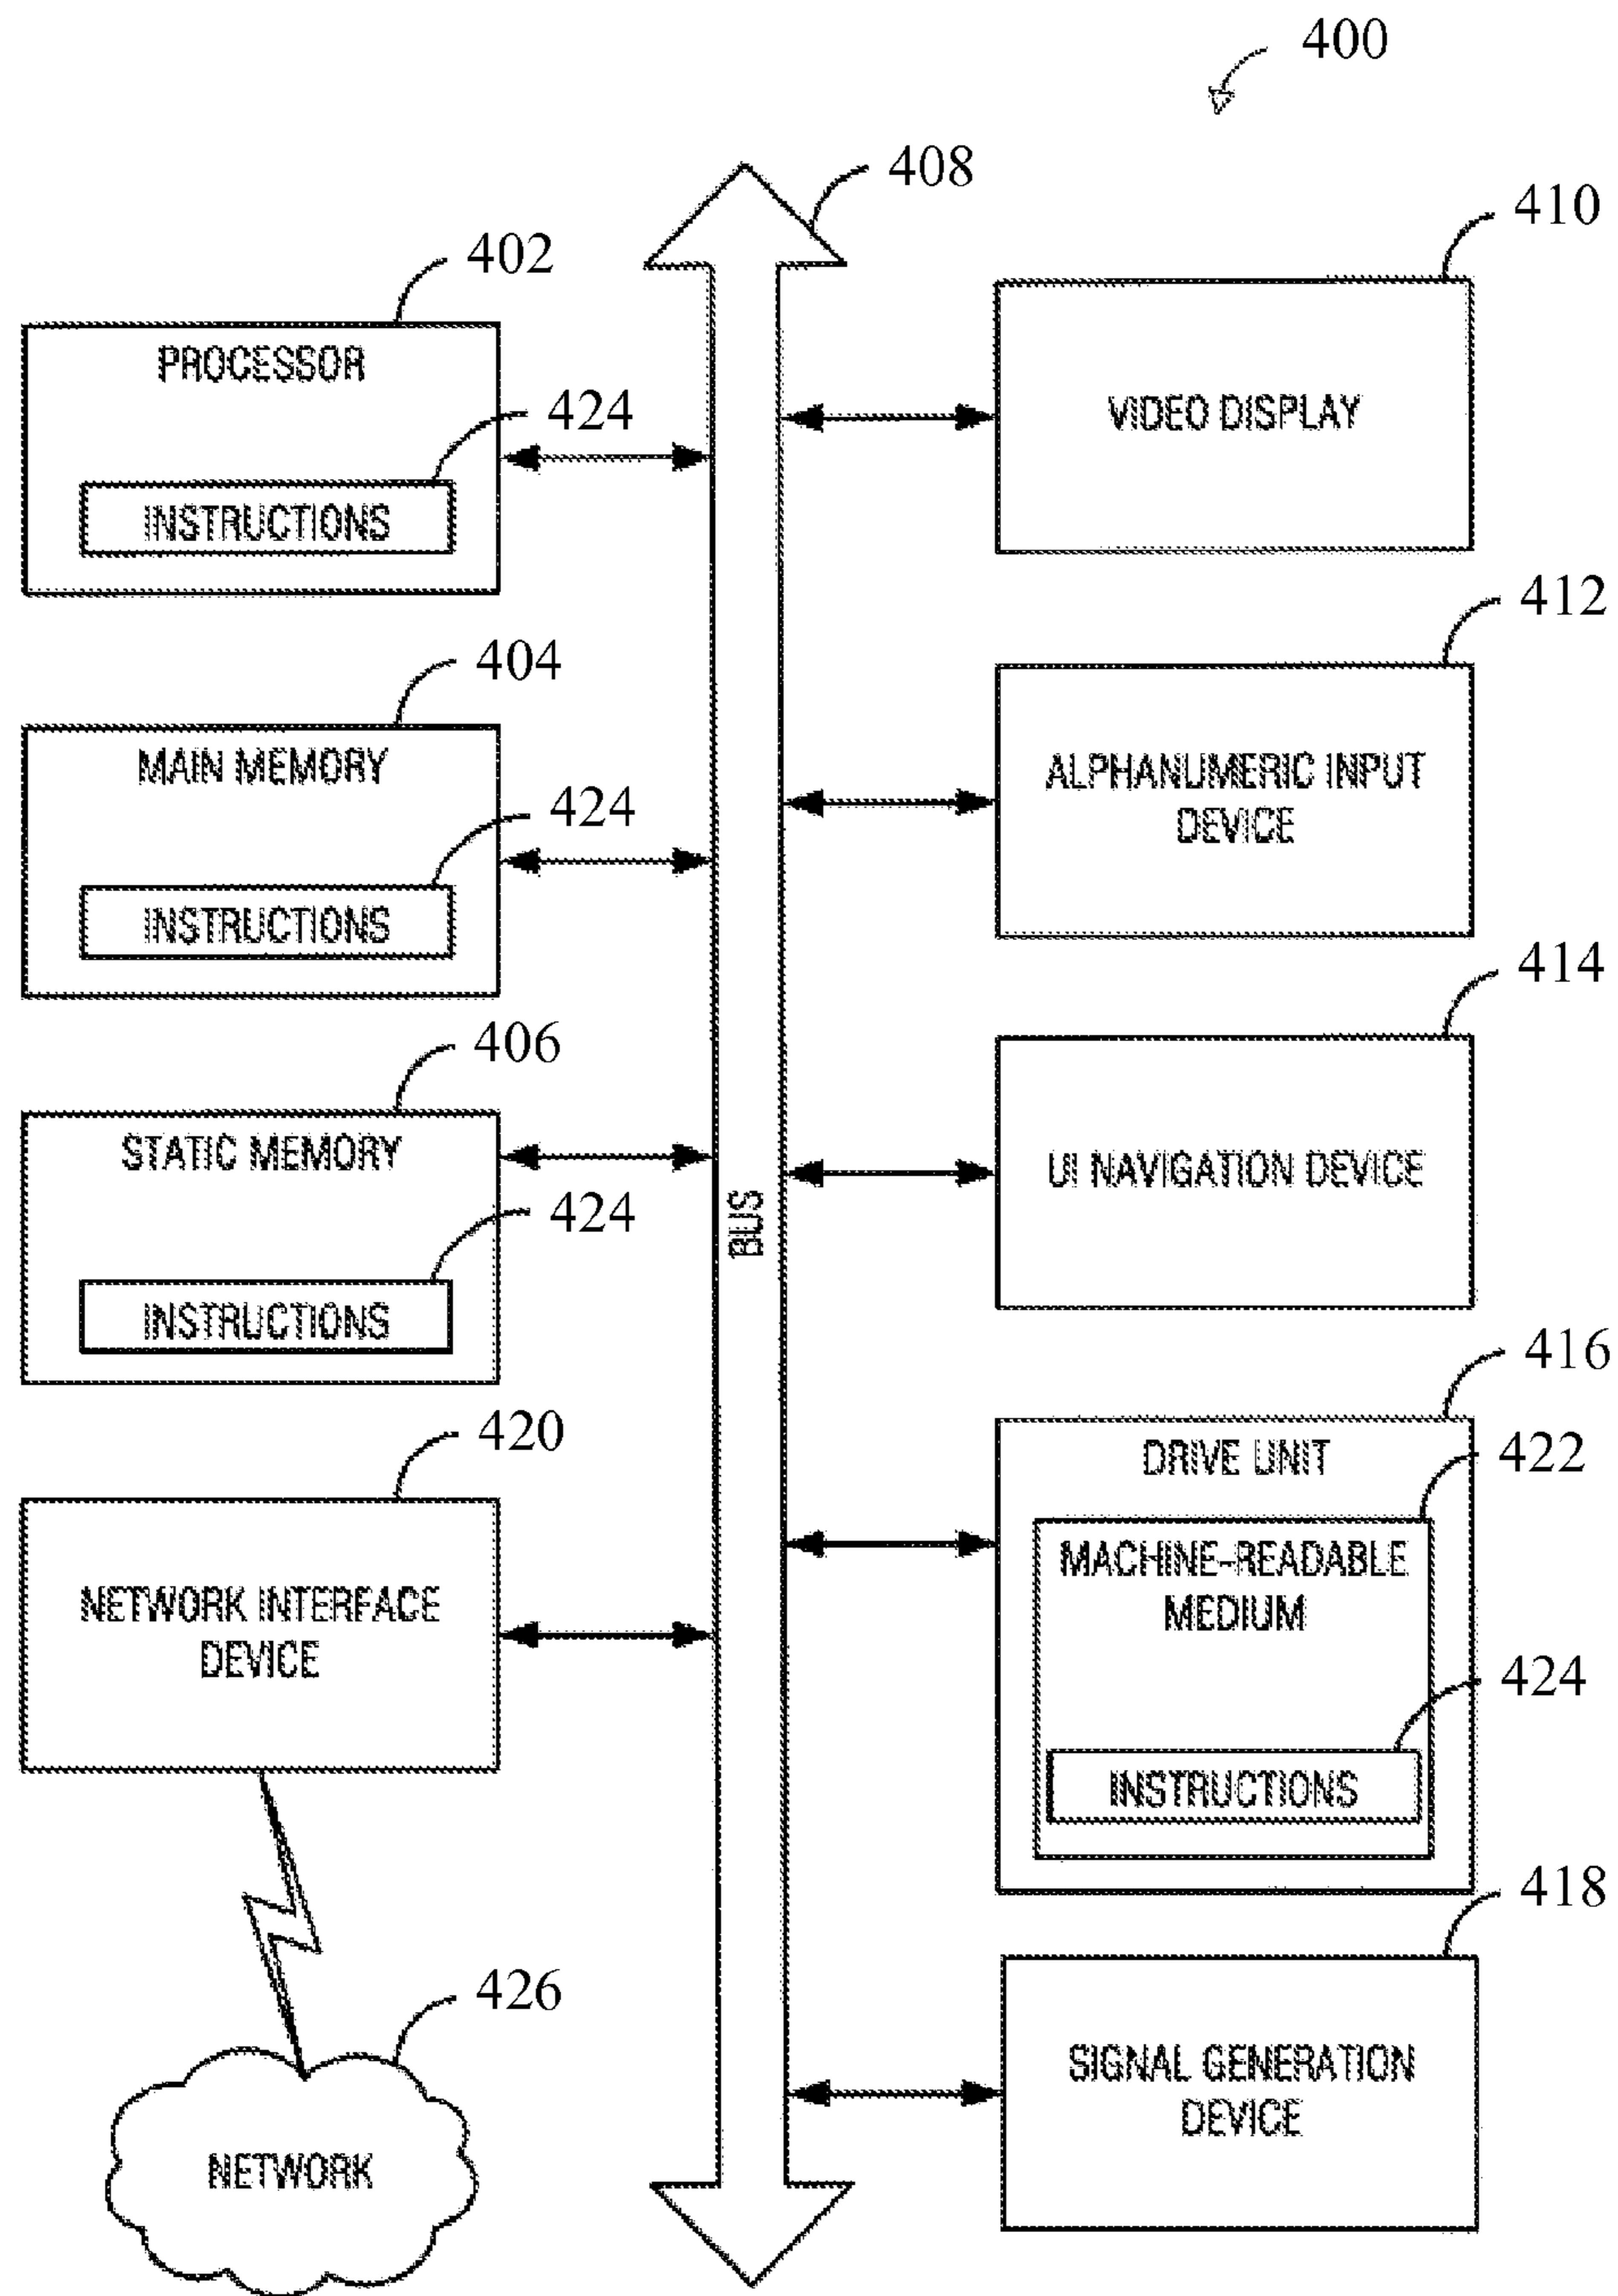 400
408
402
PROCESSOR
424
INSTRUCTIONS
404
MAIN MEMORY
424
INSTRUCTIONS
406
STATIC MEMORY
424
INSTRUCTIONS
420
NETWORK INTERFACE
DEVICE
426
NETWORK
BUS
410
VIDEO DISPLAY
412
ALPHANUMERIC INPUT
DEVICE
414
UI NAVIGATION DEVICE
416
DRIVE UNIT
422
MACHINE-READABLE
MEDIUM
424
INSTRUCTIONS
418
SIGNAL GENERATION
DEVICE